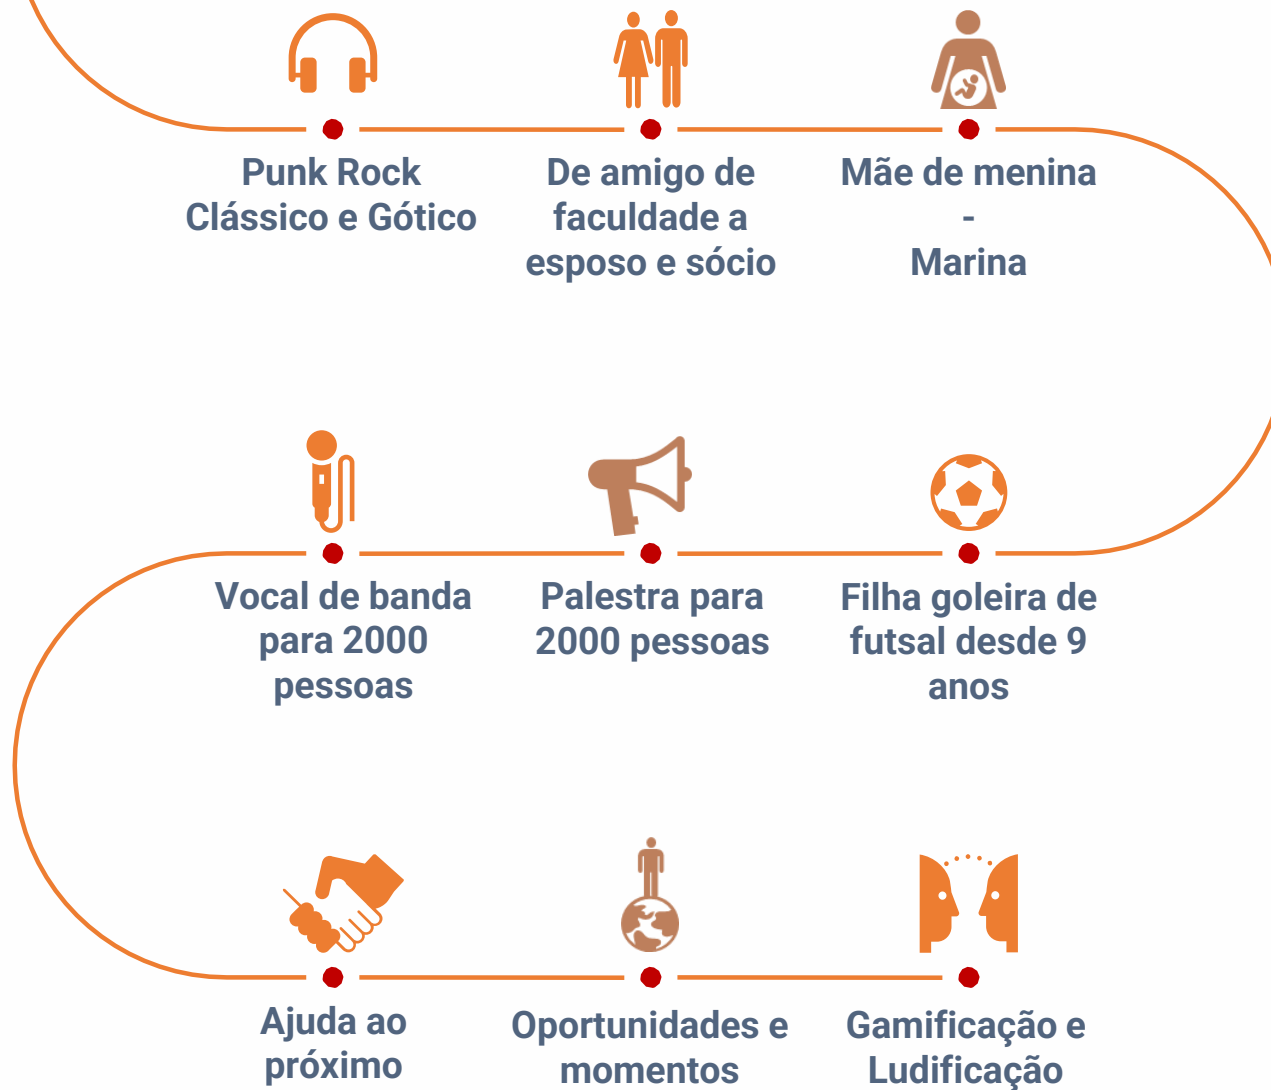 Punk Rock
Clássico e Gótico
De amigo de
faculdade a
esposo e sócio
Mãe de menina
-
Marina
Vocal de banda
para 2000
pessoas
Palestra para
2000 pessoas
Filha goleira de
futsal desde 9
anos
Ajuda ao
próximo
Oportunidades e
momentos
Gamificação e
Ludificação